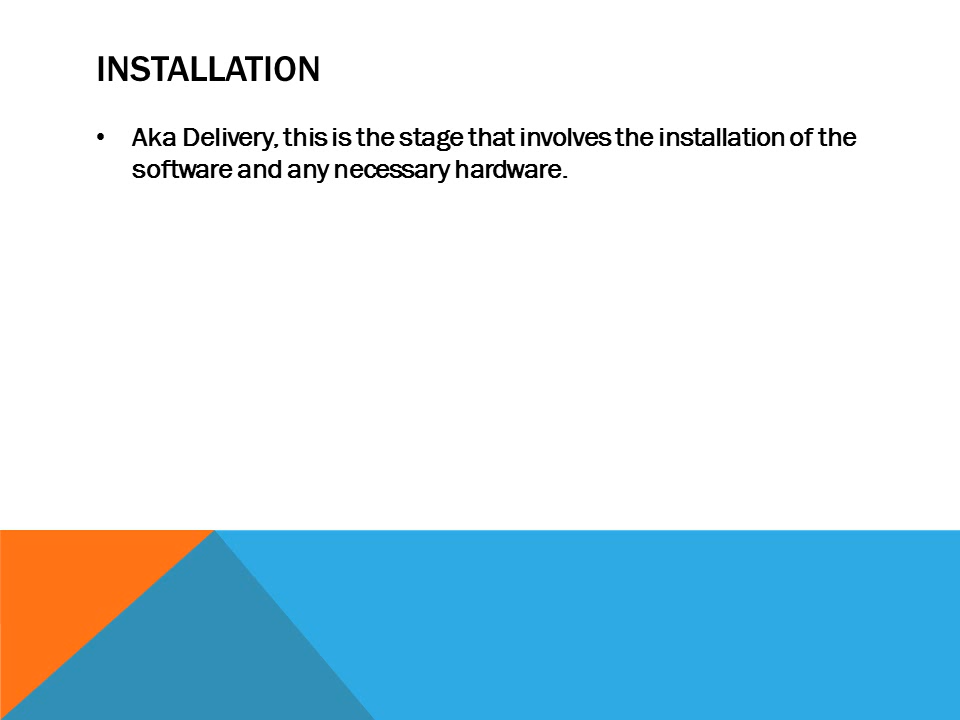 INSTALLATION
• Aka Delivery, this is the stage that involves the installation of the
software and any necessary hardware.